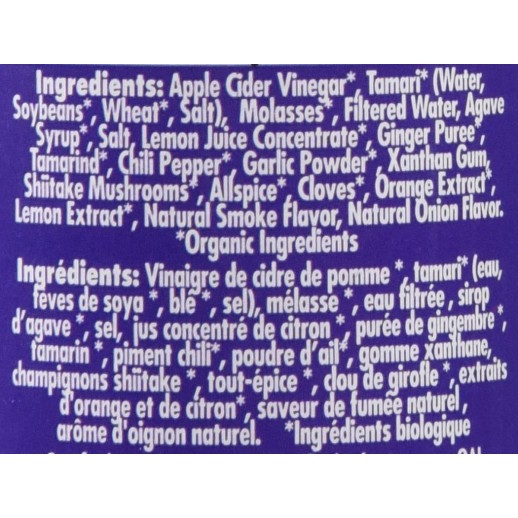 Ingredients: Apple Cider Vinegar*, Tamari* (Water,
Soybeans*, Wheat*, Salt), Molasses*, Filtered Water, Agave
Syrup*, Salt, Lemon Juice Concentrate*, Ginger Puree*,
Tamarind*, Chili Pepper*, Garlic Powder*, Xanthan Gum,
Shiitake Mushrooms*, Allspice*, Cloves*, Orange Extract*,
Lemon Extract*, Natural Smoke Flavor, Natural Onion Flavor.
*Organic Ingredients
Ingrédients: Vinaigre de cidre de pomme *, tamari* (eau,
feves de soya *, blé *, sel), mélasse *, eau filtrée , sirop
d'agave *, sel, jus concentré de citron *, purée de gingembre *,
tamarin *, piment chili*, poudre d'ail*, gomme xanthane,
champignons shiitake *, tout-épice *, clou de girofle *, extraits
d'orange et de citron*, saveur de fumée naturel,
arôme d'oignon naturel. *Ingrédients biologique